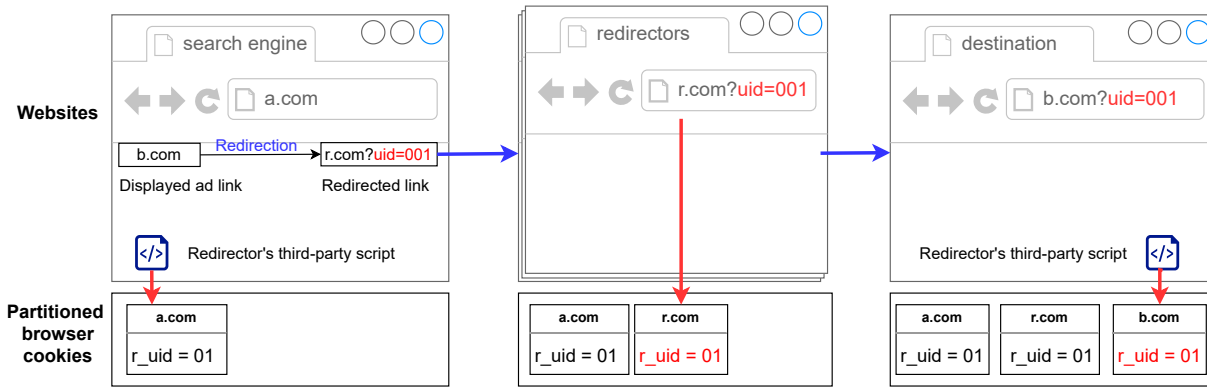 search engine
a.com
Websites
b.com
Redirection
r.com?uid=001
Displayed ad link
Redirected link
</>
Redirector's third-party script
redirectors
r.com?uid=001
destination
b.com?uid=001
Redirector's third-party script
</>
Partitioned
browser
cookies
a.com
r_uid = 01
a.com
r_uid = 01
r.com
r_uid = 01
a.com
r_uid = 01
r.com
r_uid = 01
b.com
r_uid = 01